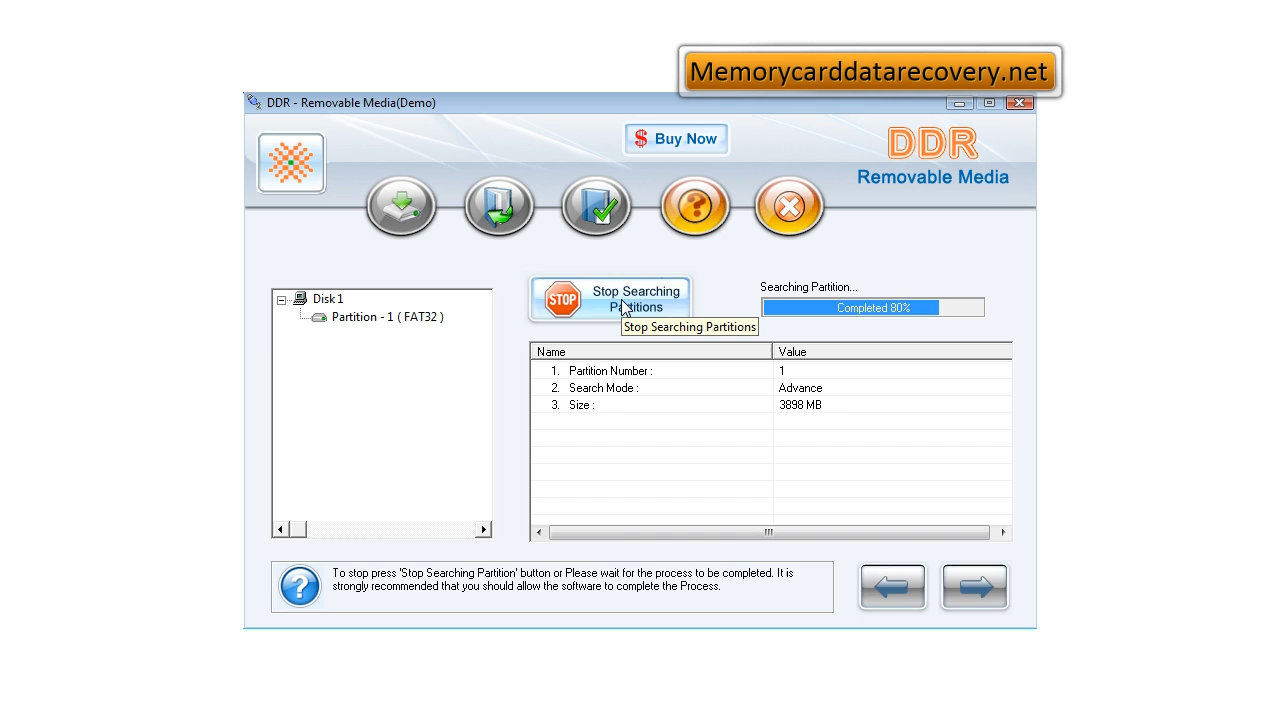 Memorycarddatarecovery.net
DDR - Removable Media(Demo)
$ Buy Now
DDR
Removable Media
?
Disk 1
Partition - 1 ( FAT32 )
STOP
Stop Searching
Partitions
Stop Searching Partitions
Searching Partition...
Completed 80%
Name Value
1. Partition Number : 1
2. Search Mode : Advance
3. Size : 3898 MB
?
To stop press 'Stop Searching Partition' button or Please wait for the process to be completed. It is
strongly recommended that you should allow the software to complete the Process.